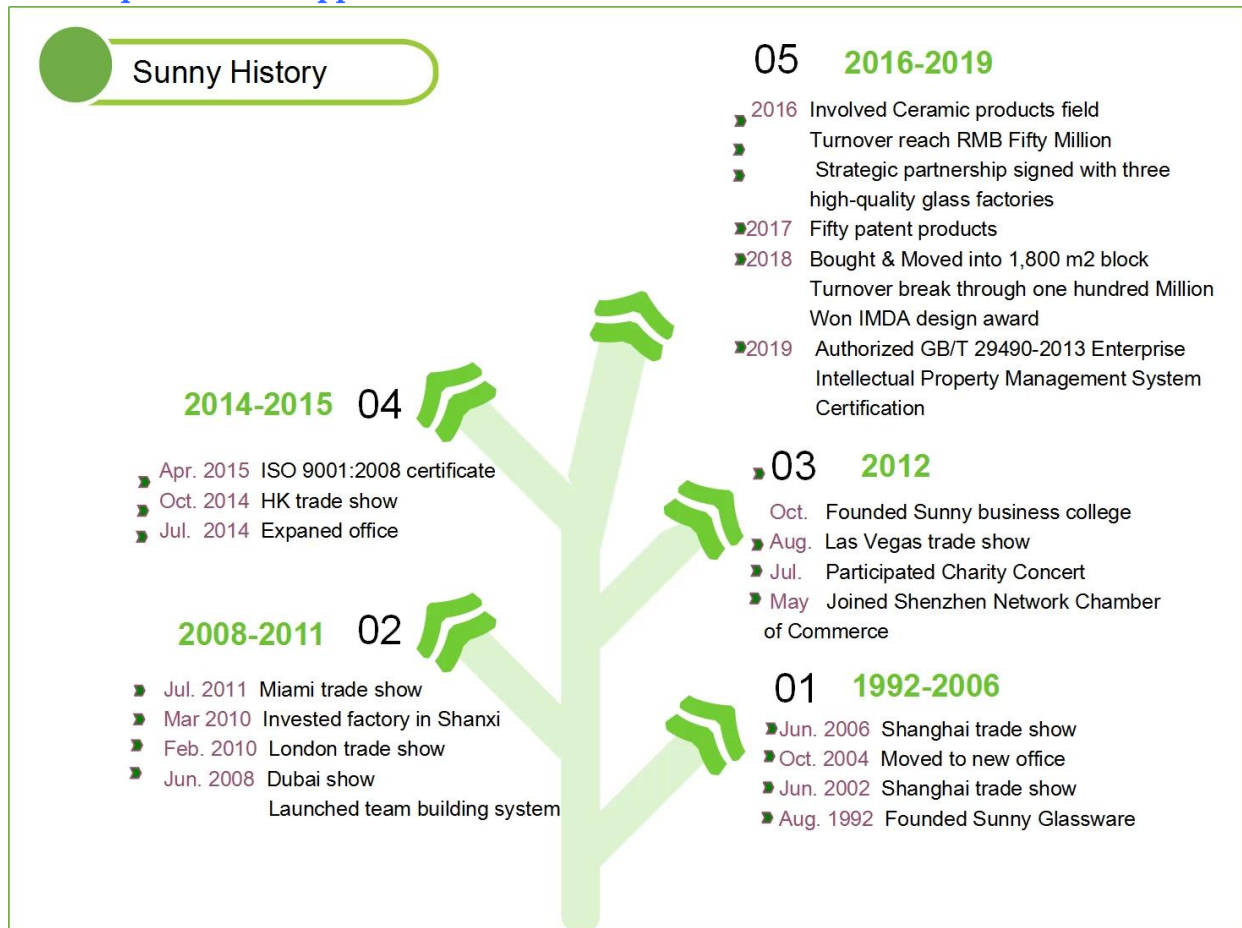 Sunny History
05 2016-2019
2016 Involved Ceramic products field
Turnover reach RMB Fifty Million
Strategic partnership signed with three
high-quality glass factories
2017 Fifty patent products
2018 Bought & Moved into 1,800 m2 block
Turnover break through one hundred Million
Won IMDA design award
2019 Authorized GB/T 29490-2013 Enterprise
Intellectual Property Management System
Certification
2014-2015 04
Apr. 2015 ISO 9001:2008 certificate
Oct. 2014 HK trade show
Jul. 2014 Expaned office
03 2012
Oct. Founded Sunny business college
Aug. Las Vegas trade show
Jul. Participated Charity Concert
May Joined Shenzhen Network Chamber
of Commerce
2008-2011 02
Jul. 2011 Miami trade show
Mar 2010 Invested factory in Shanxi
Feb. 2010 London trade show
Jun. 2008 Dubai show
Launched team building system
01 1992-2006
Jun. 2006 Shanghai trade show
Oct. 2004 Moved to new office
Jun. 2002 Shanghai trade show
Aug. 1992 Founded Sunny Glassware